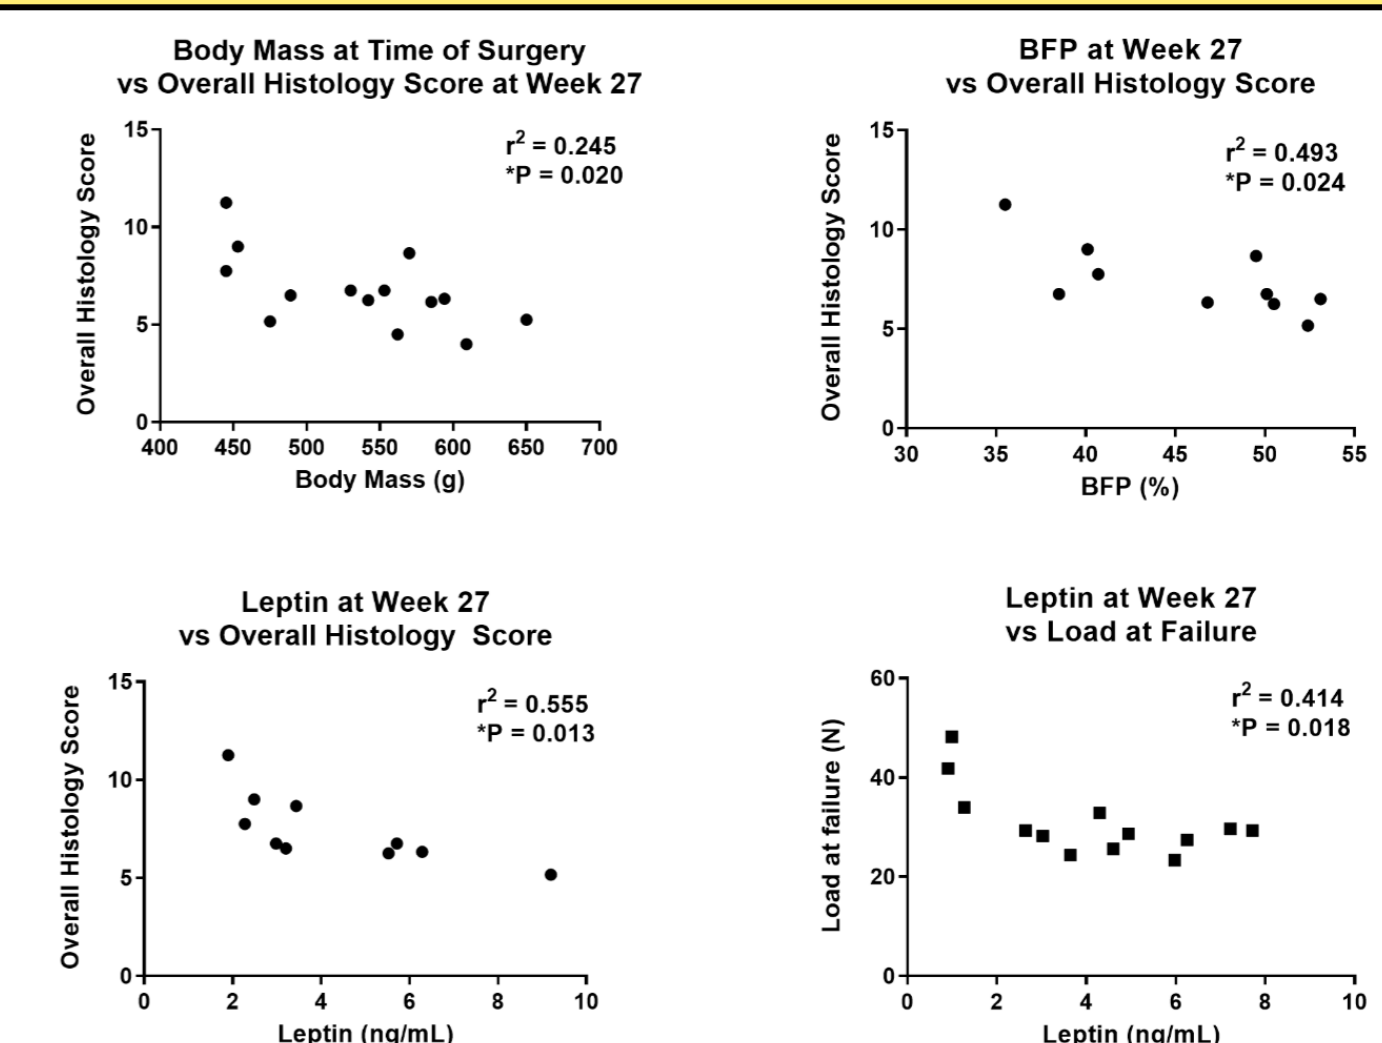 Body Mass at Time of Surgery
vs Overall Histology Score at Week 27
r² = 0.245
*P = 0.020
Overall Histology Score
15
10
5
0
400 450 500 550 600 650 700
Body Mass (g)
BFP at Week 27
vs Overall Histology Score
r² = 0.493
*P = 0.024
Overall Histology Score
15
10
5
0
30 35 40 45 50 55
BFP (%)
Leptin at Week 27
vs Overall Histology Score
r² = 0.555
*P = 0.013
Overall Histology Score
15
10
5
0
0 2 4 6 8 10
Leptin (ng/mL)
Leptin at Week 27
vs Load at Failure
r² = 0.414
*P = 0.018
Load at failure (N)
60
40
20
0
0 2 4 6 8 10
Leptin (ng/mL)